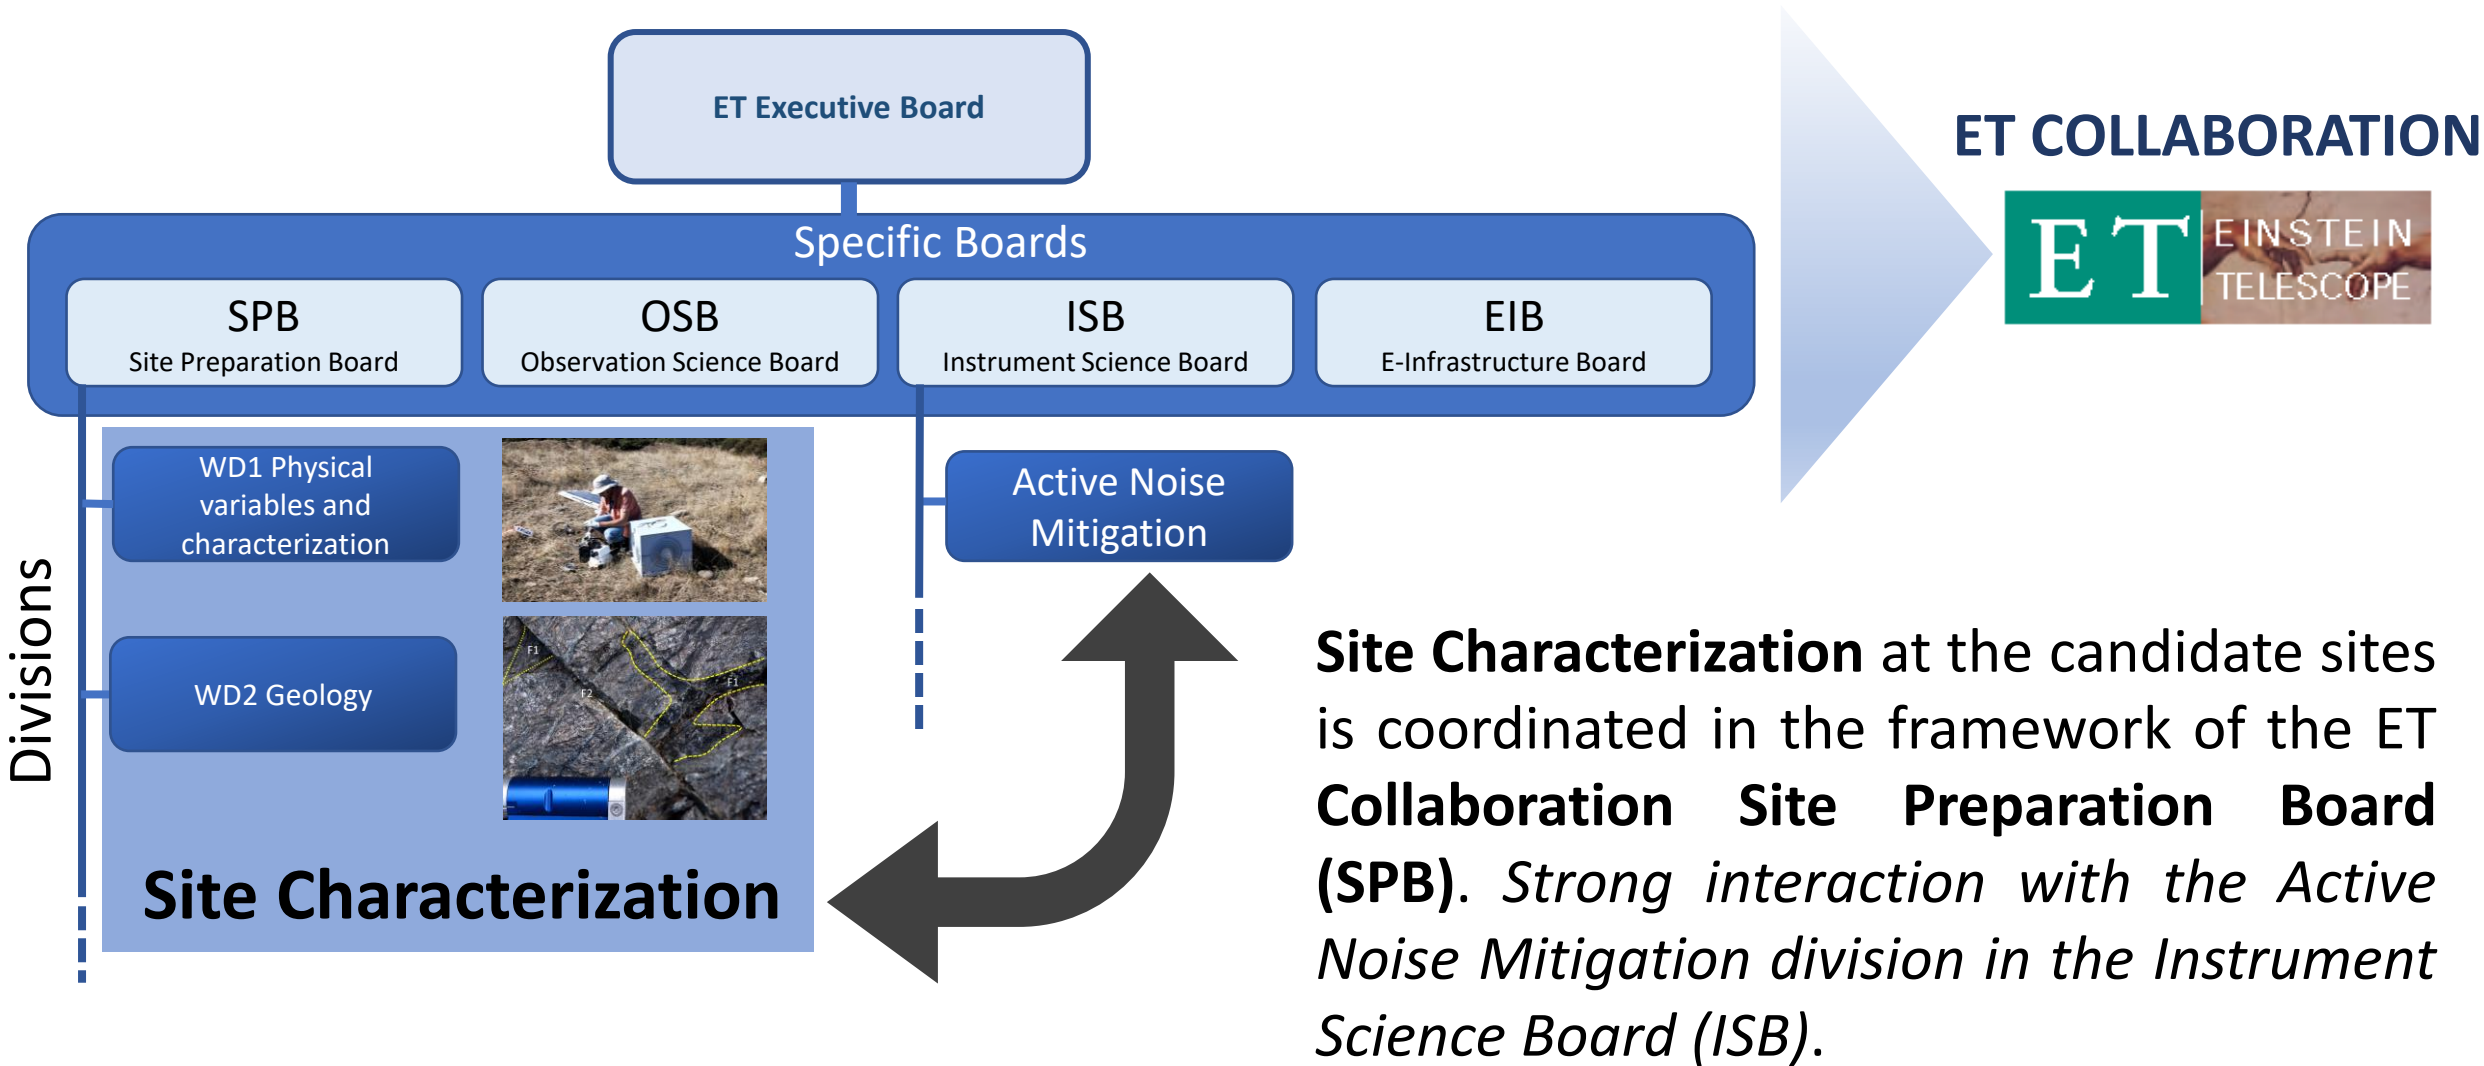 ET Executive Board
ET COLLABORATION
ET
EINSTEIN
TELESCOPE
Specific Boards
SPB
Site Preparation Board
OSB
Observation Science Board
ISB
Instrument Science Board
EIB
E-Infrastructure Board
Divisions
WD1 Physical
variables and
characterization
WD2 Geology
F1
F2
F1
Site Characterization
Active Noise
Mitigation
Site Characterization at the candidate sites
is coordinated in the framework of the ET
Collaboration Site Preparation Board
(SPB). Strong interaction with the Active
Noise Mitigation division in the Instrument
Science Board (ISB).